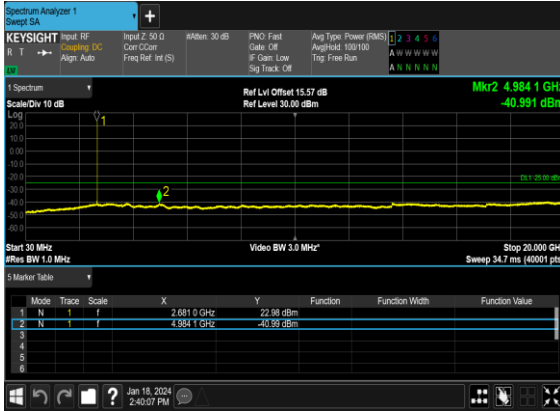 Spectrum Analyzer 1
Swept SA
+
KEYSIGHT
R T
Input: RF
Coupling: DC
Align: Auto
Input Z: 50 Ω
Corr CCorr
Freq Ref: Int (S)
#Atten: 30 dB
PNO: Fast
Gate: Off
IF Gain: Low
Sig Track: Off
Avg Type: Power (RMS)
Avg|Hold: 100/100
Trig: Free Run
1 2 3 4 5 6
A W W W W W
A N N N N N
1 Spectrum
Scale/Div 10 dB
Ref Lvl Offset 15.57 dB
Ref Level 30.00 dBm
Mkr2 4.984 1 GHz
-40.991 dBm
Log
20.0
10.0
0.00
-10.0
-20.0
-30.0
-40.0
-50.0
-60.0
1
2
DL1 -25.00 dBm
Start 30 MHz
#Res BW 1.0 MHz
Video BW 3.0 MHz*
Stop 20.000 GH
Sweep 34.7 ms (40001 pts
5 Marker Table
Mode Trace Scale X Y Function Function Width Function Value
1 N 1 f 2.681 0 GHz 22.98 dBm
2 N 1 f 4.984 1 GHz -40.99 dBm
3
4
5
6
?
Jan 18, 2024
2:40:07 PM